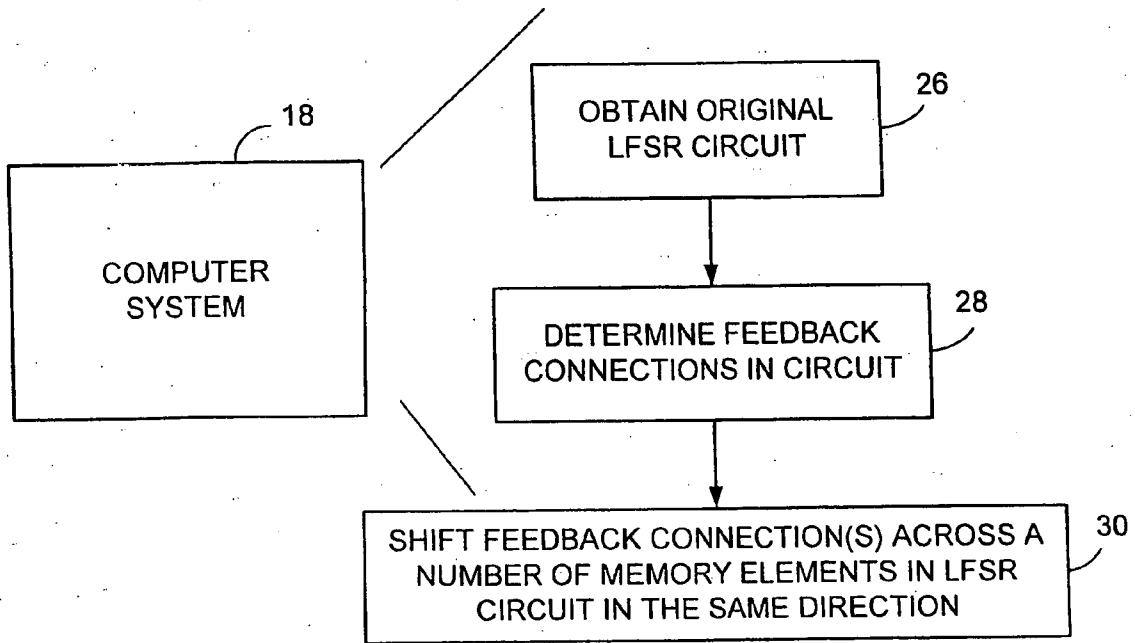 18
COMPUTER
SYSTEM
26
OBTAIN ORIGINAL
LFSR CIRCUIT
28
DETERMINE FEEDBACK
CONNECTIONS IN CIRCUIT
30
SHIFT FEEDBACK CONNECTION(S) ACROSS A
NUMBER OF MEMORY ELEMENTS IN LFSR
CIRCUIT IN THE SAME DIRECTION